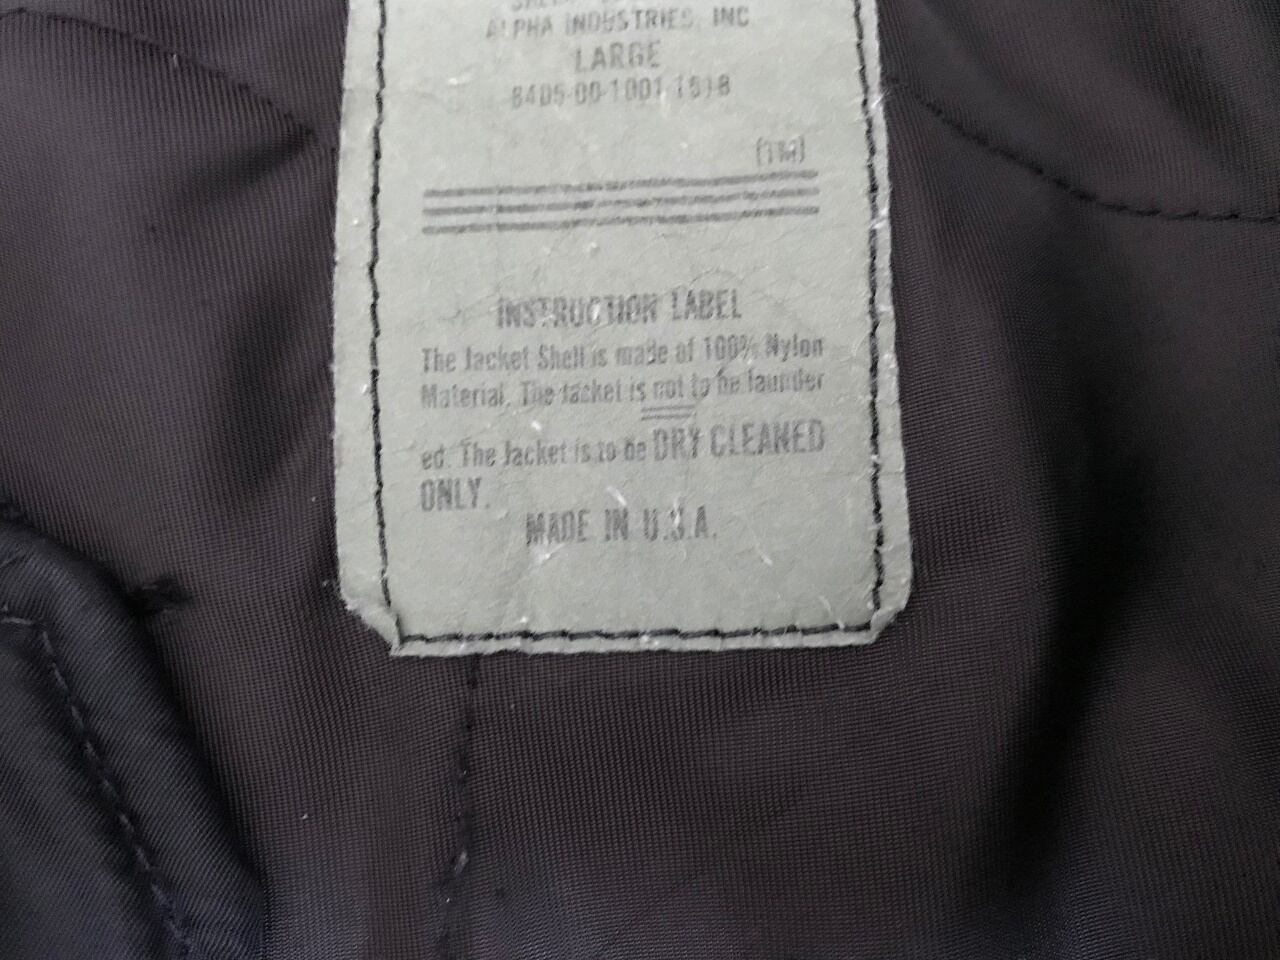 ALPHA INDUSTRIES, INC
LARGE
8405-00-1001-1518
(TM)
INSTRUCTION LABEL
The Jacket Shell is made of 100% Nylon
Material. The Jacket is not to be launder
ed. The Jacket is to be DRY CLEANED
ONLY.
MADE IN U.S.A.